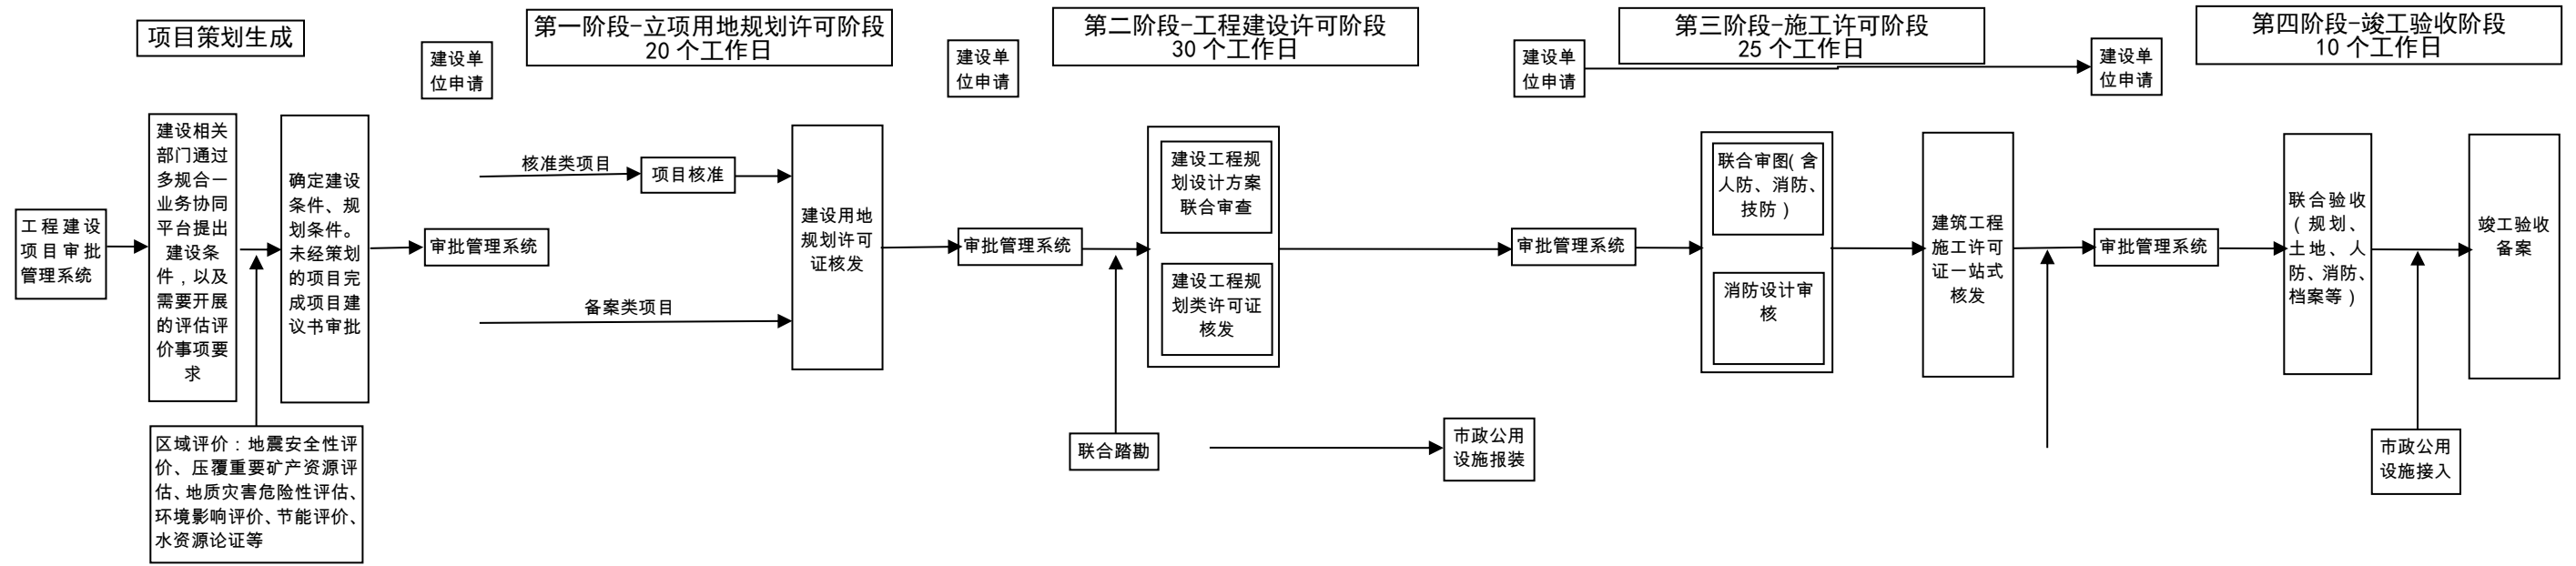 项目策划生成
建设单
位申请
第一阶段-立项用地规划许可阶段
20 个工作日
建设单
位申请
第二阶段-工程建设许可阶段
30 个工作日
建设单
位申请
第三阶段-施工许可阶段
25 个工作日
建设单
位申请
第四阶段-竣工验收阶段
10 个工作日
工程建设
项目审批
管理系统
建设相关
部门通过
多规合一
业务协同
平台提出
建设条
件，以及
需要开展
的评估评
价事项要
求
确定建设
条件、规
划条件。
未经策划
的项目完
成项目建
议书审批
区域评价：地震安全性评
价、压覆重要矿产资源评
估、地质灾害危险性评估、
环境影响评价、节能评价、
水资源论证等
审批管理系统
核准类项目
项目核准
备案类项目
建设用地
规划许可
证核发
审批管理系统
联合踏勘
建设工程规
划设计方案
联合审查
建设工程规
划类许可证
核发
市政公用
设施报装
审批管理系统
联合审图(含
人防、消防、
技防）
消防设计审
核
建筑工程
施工许可
证一站式
核发
审批管理系统
联合验收
（规划、
土地、人
防、消防、
档案等）
市政公用
设施接入
竣工验收
备案